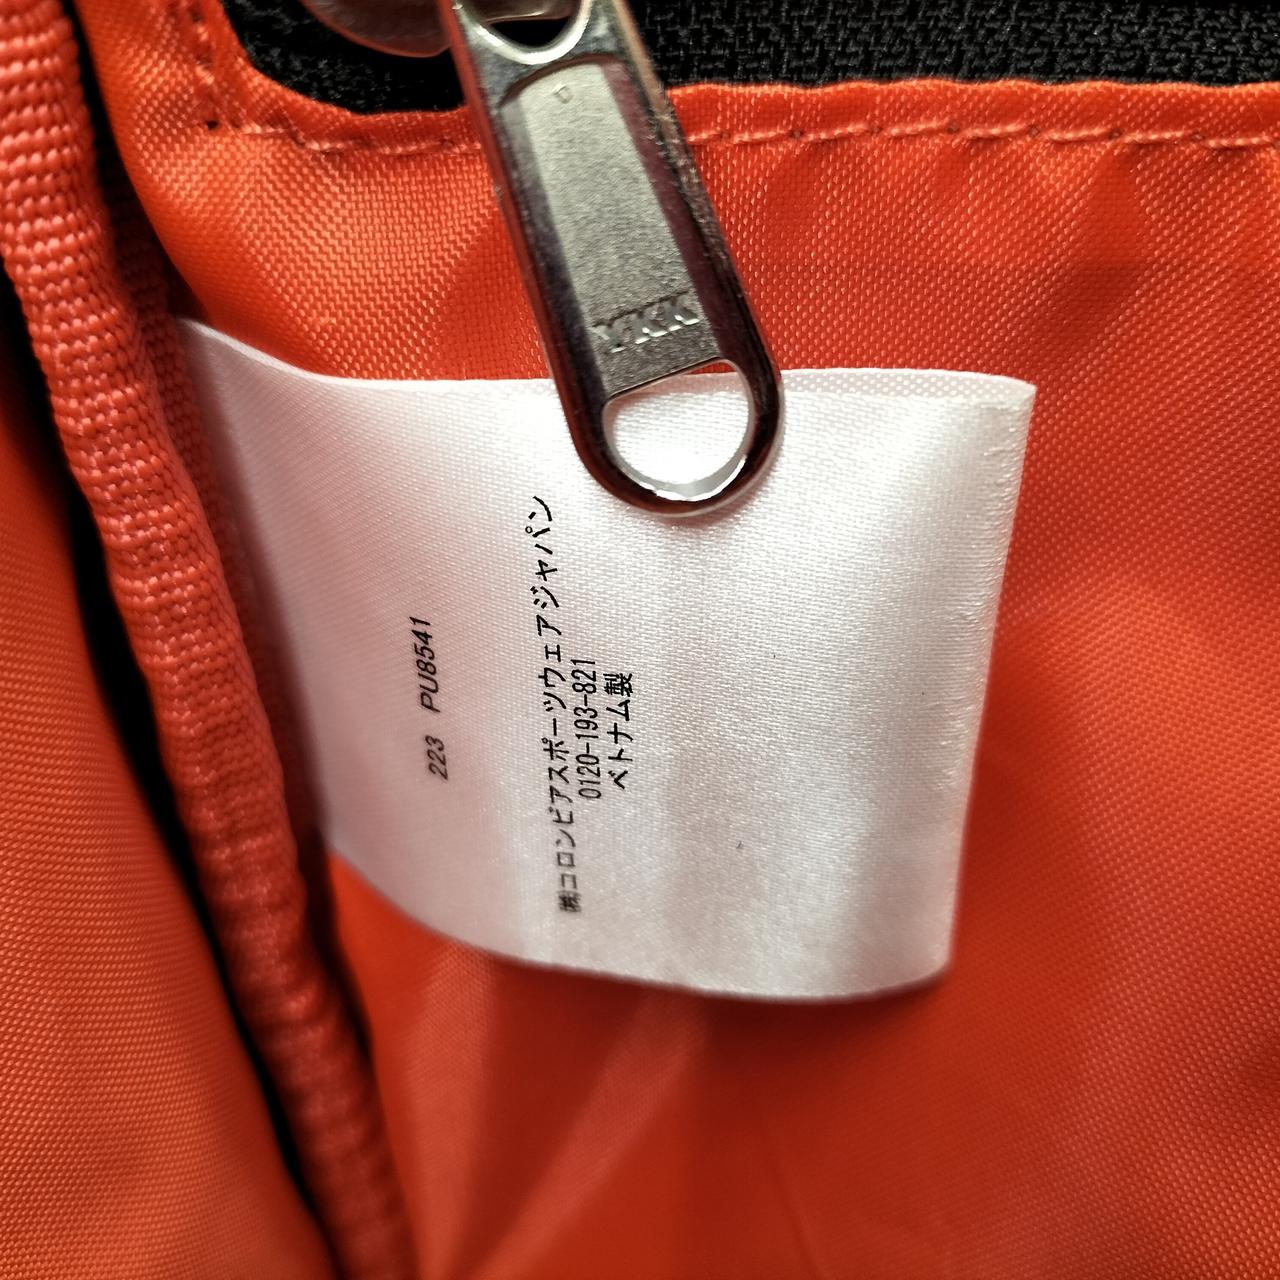 YKK
223 PU8541
㈱コロンビアスポーツウェアジャパン
0120-193-821
ベトナム製